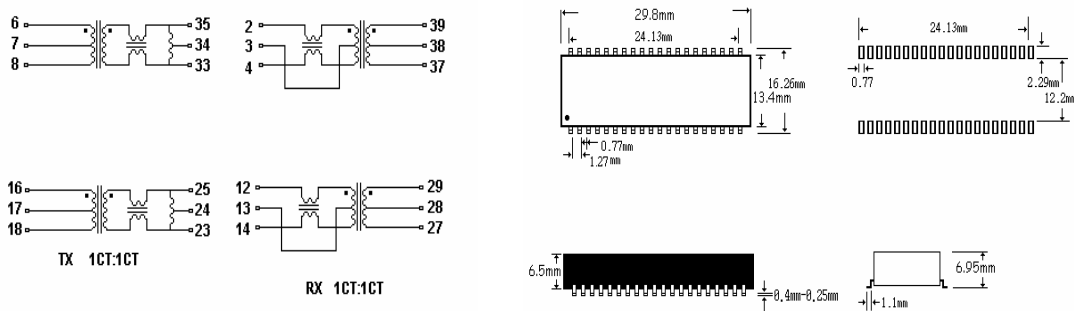 6
7
8
35
34
33
2
3
4
39
38
37
16
17
18
25
24
23
TX 1CT:1CT
12
13
14
29
28
27
RX 1CT:1CT
29.8mm
24.13mm
16.26mm
13.4mm
0.77mm
1.27mm
24.13mm
0.77
2.29mm
12.2mm
6.5mm
0.4mm-0.25mm
6.95mm
1.1mm